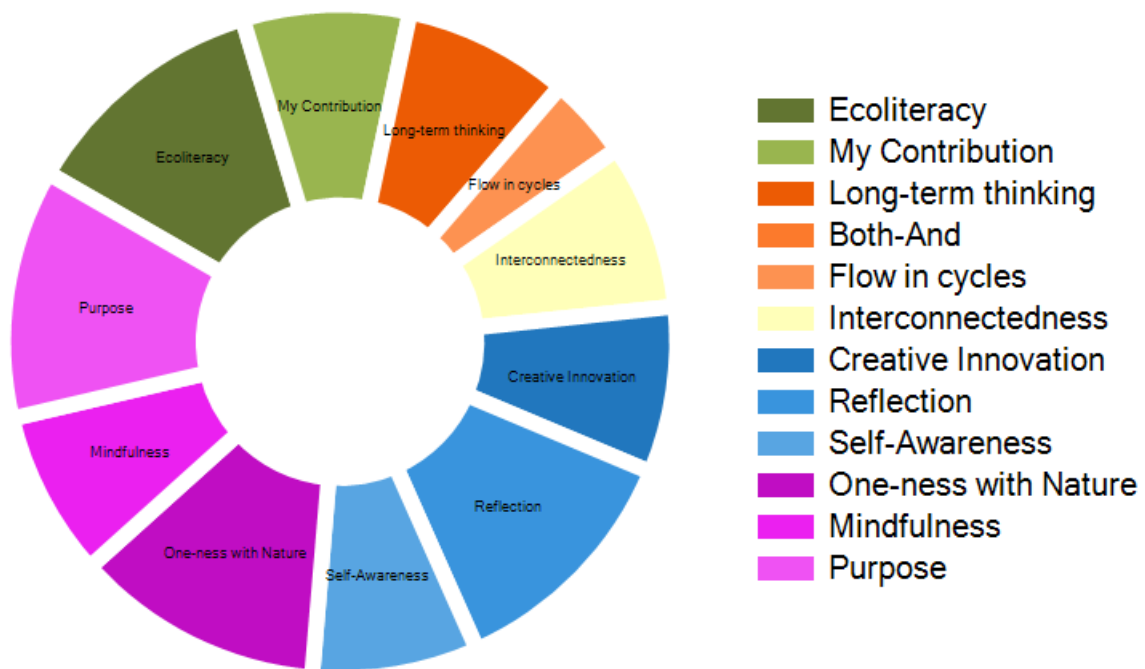 My Contribution
Long-term thinking
Ecoliteracy
Flow in cycles
Interconnectedness
Purpose
Creative Innovation
Mindfulness
Reflection
One-ness with Nature
Self-Awareness
Ecoliteracy
My Contribution
Long-term thinking
Both-And
Flow in cycles
Interconnectedness
Creative Innovation
Reflection
Self-Awareness
One-ness with Nature
Mindfulness
Purpose